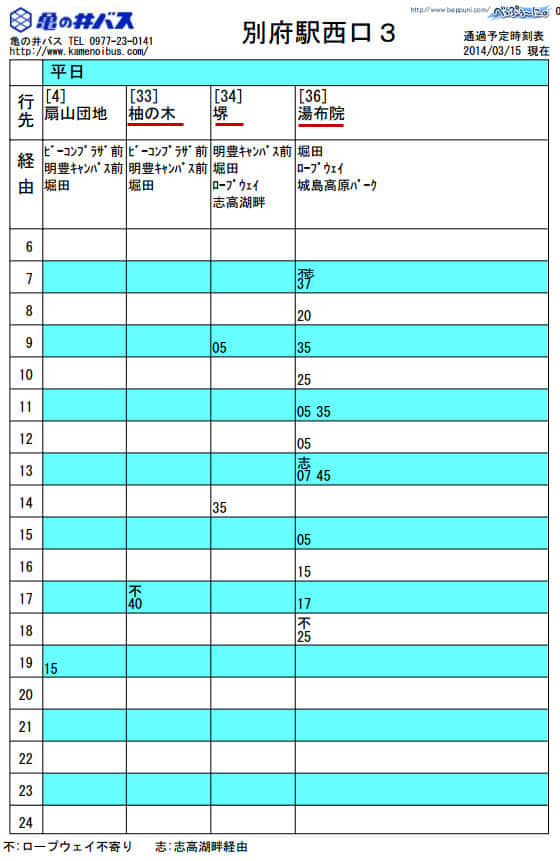 亀の井バス
亀の井バス TEL 0977-23-0141
http://www.kamenoibus.com/
別府駅西口３
http://www.beppuni.com/
べっぷぅにっ。
通過予定時刻表
2014/03/15 現在
平日
行先 [4] [33] [34] [36]
扇山団地 柚の木 堺 湯布院
経由 ﾋﾞｰｺﾝﾌﾟﾗｻﾞ前 ﾋﾞｰｺﾝﾌﾟﾗｻﾞ前 明豊ｷｬﾝﾊﾟｽ前 堀田
明豊ｷｬﾝﾊﾟｽ前 明豊ｷｬﾝﾊﾟｽ前 堀田 ﾛｰﾌﾟｳｪｲ
堀田 堀田 ﾛｰﾌﾟｳｪｲ 城島高原ﾊﾟｰｸ
志高湖畔
6
7 37
8 20
9 05 35
10 25
11 05 35
12 05
志
13 07 45
14 35
15 05
16 15
不
17 40 17
不
18 25
19 15
20
21
22
23
24
不:ロープウェイ不寄り 志:志高湖畔経由